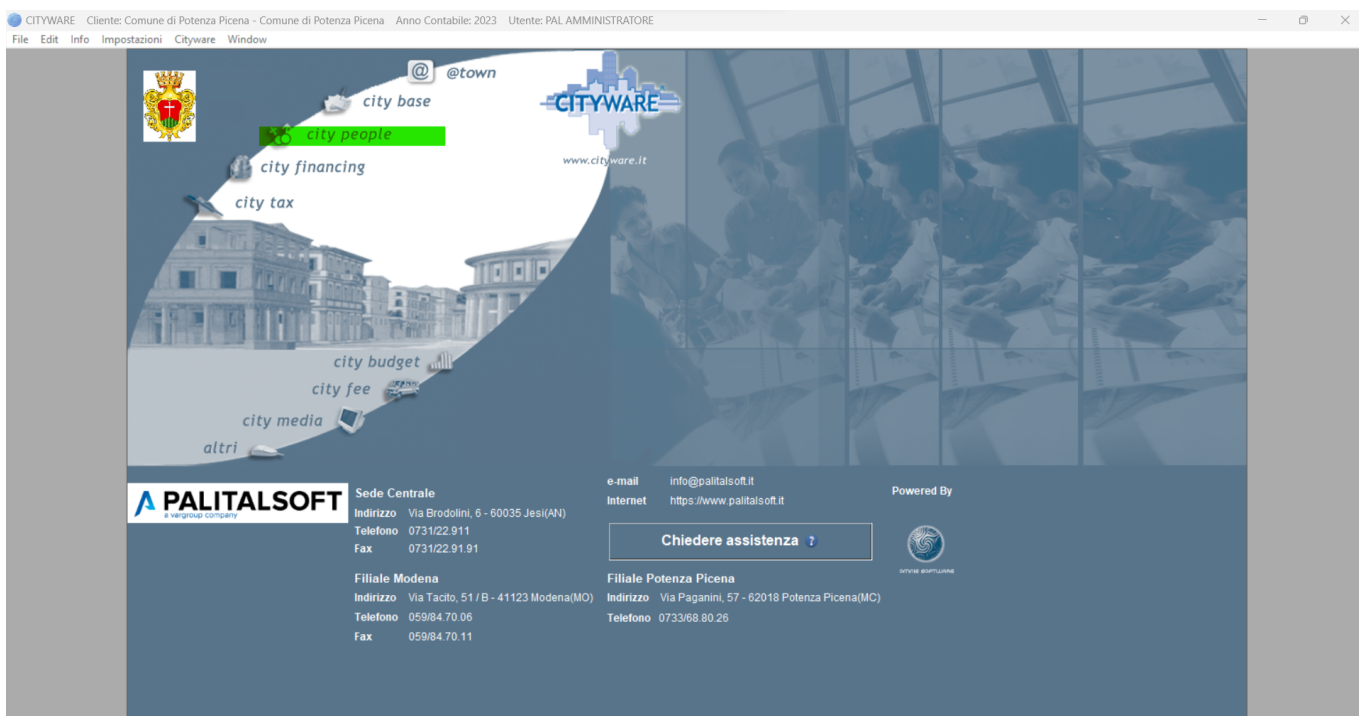 CITYWARE Cliente: Comune di Potenza Picena - Comune di Potenza Picena Anno Contabile: 2023 Utente: PAL AMMINISTRATORE
File Edit Info Impostazioni Cityware Window
@ @town
city base
city people
city financing
city tax
CITYWARE
www.cityware.it
city budget
city fee
city media
altri
PALITALSOFT
a vargroup company
Sede Centrale
Indirizzo Via Brodolini, 6 - 60035 Jesi(AN)
Telefono 0731/22.911
Fax 0731/22.91.91
e-mail info@palitalsoft.it
Internet https://www.palitalsoft.it
Chiedere assistenza ?
Powered By
OMNIS SOFTWARE
Filiale Modena
Indirizzo Via Tacito, 51 / B - 41123 Modena(MO)
Telefono 059/84.70.06
Fax 059/84.70.11
Filiale Potenza Picena
Indirizzo Via Paganini, 57 - 62018 Potenza Picena(MC)
Telefono 0733/68.80.26